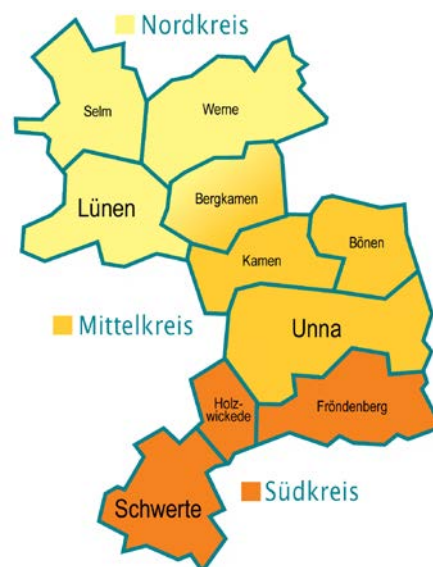 Nordkreis
Selm
Werne
Lünen
Bergkamen
Bönen
Kamen
Mittelkreis
Unna
Holz-
wickede
Fröndenberg
Schwerte
Südkreis